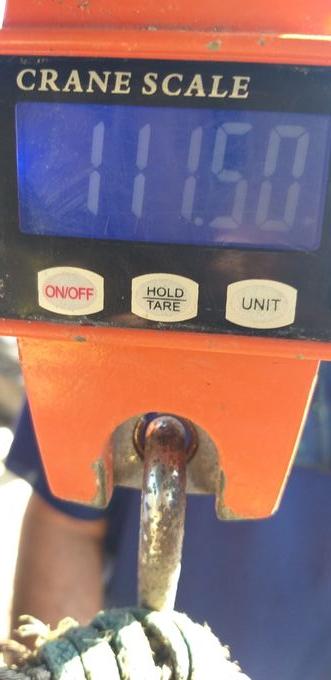 CRANE SCALE
111.50
ON/OFF
HOLD
TARE
UNIT